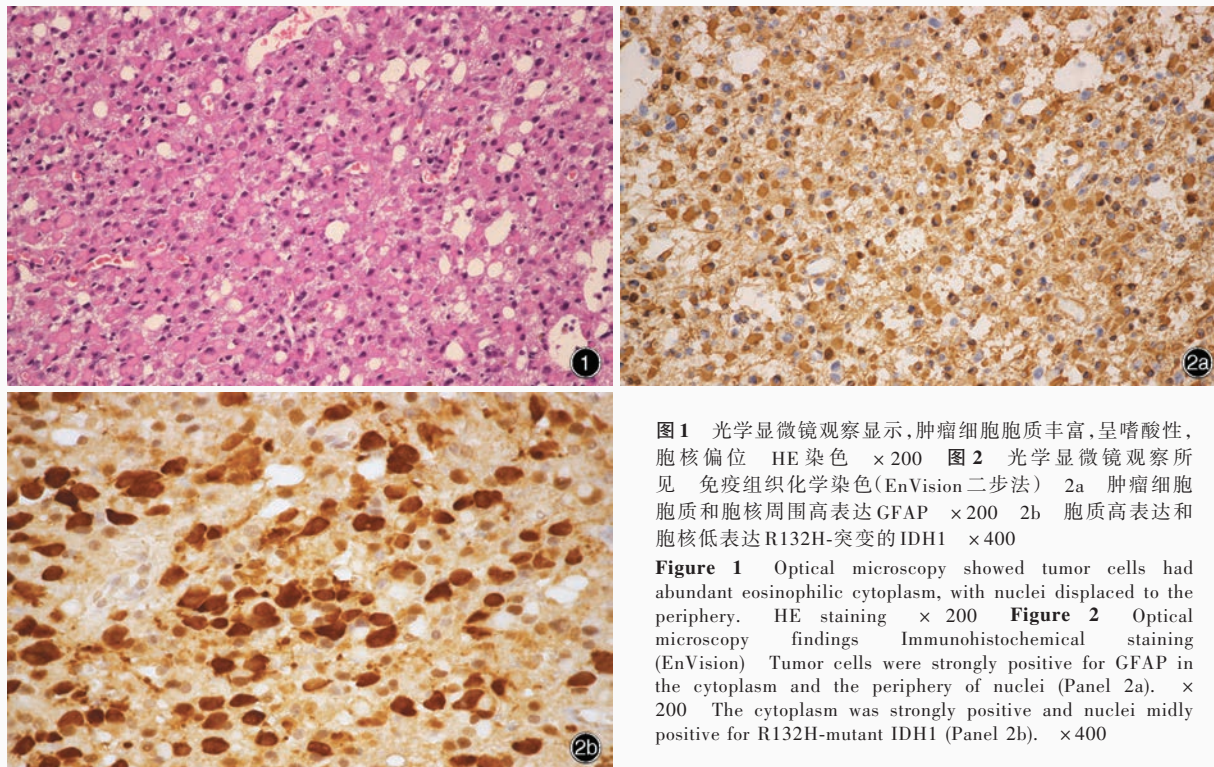 1
2a
2b
图1 光学显微镜观察显示,肿瘤细胞胞质丰富,呈嗜酸性,
胞核偏位 HE染色 ×200 图2 光学显微镜观察所
见 免疫组织化学染色(EnVision二步法) 2a 肿瘤细胞
胞质和胞核周围高表达GFAP ×200 2b 胞质高表达和
胞核低表达R132H-突变的IDH1 ×400
Figure 1 Optical microscopy showed tumor cells had
abundant eosinophilic cytoplasm, with nuclei displaced to the
periphery. HE staining × 200 Figure 2 Optical
microscopy findings Immunohistochemical staining
(EnVision) Tumor cells were strongly positive for GFAP in
the cytoplasm and the periphery of nuclei (Panel 2a). ×
200 The cytoplasm was strongly positive and nuclei midly
positive for R132H-mutant IDH1 (Panel 2b). ×400